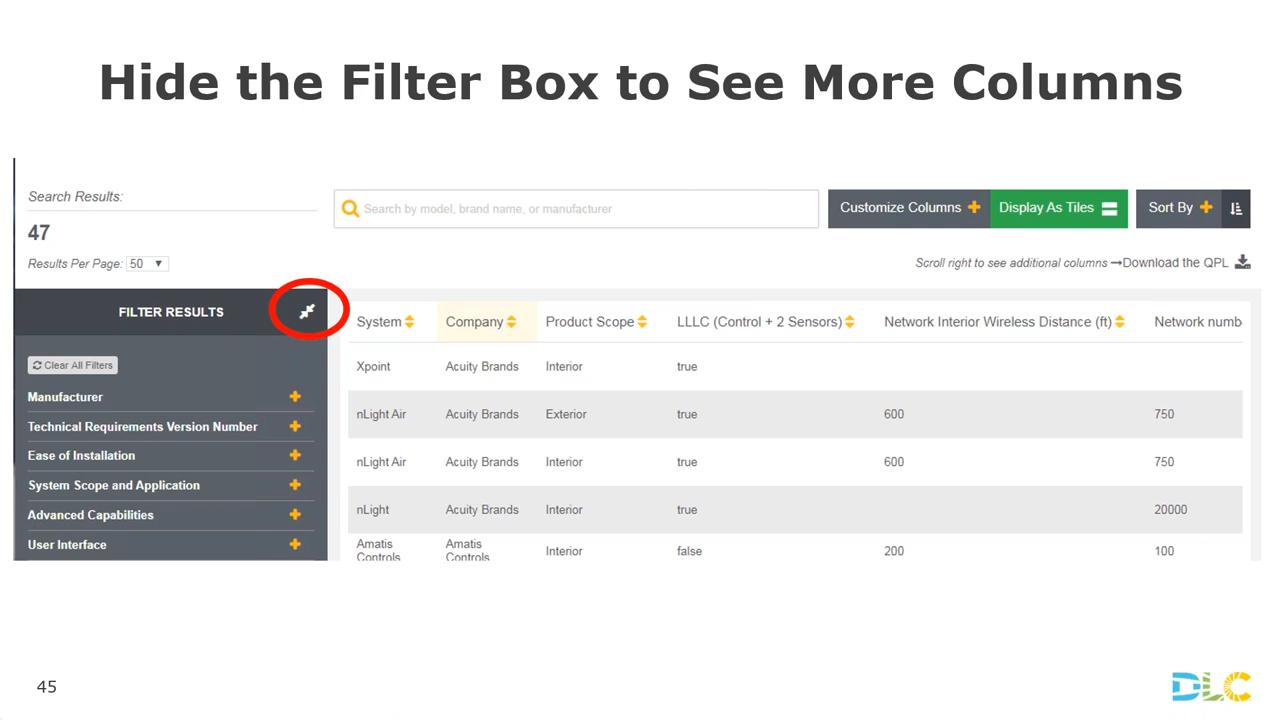 Hide the Filter Box to See More Columns
Search Results:
47
Results Per Page: 50
Search by model, brand name, or manufacturer
Customize Columns
Display As Tiles
Sort By
Scroll right to see additional columns
Download the QPL
FILTER RESULTS
Clear All Filters
Manufacturer
Technical Requirements Version Number
Ease of Installation
System Scope and Application
Advanced Capabilities
User Interface
System Company Product Scope LLLC (Control + 2 Sensors) Network Interior Wireless Distance (ft) Network numb
Xpoint Acuity Brands Interior true
nLight Air Acuity Brands Exterior true 600 750
nLight Air Acuity Brands Interior true 600 750
nLight Acuity Brands Interior true 20000
Amatis Controls Amatis Controls Interior false 200 100
45
DLC